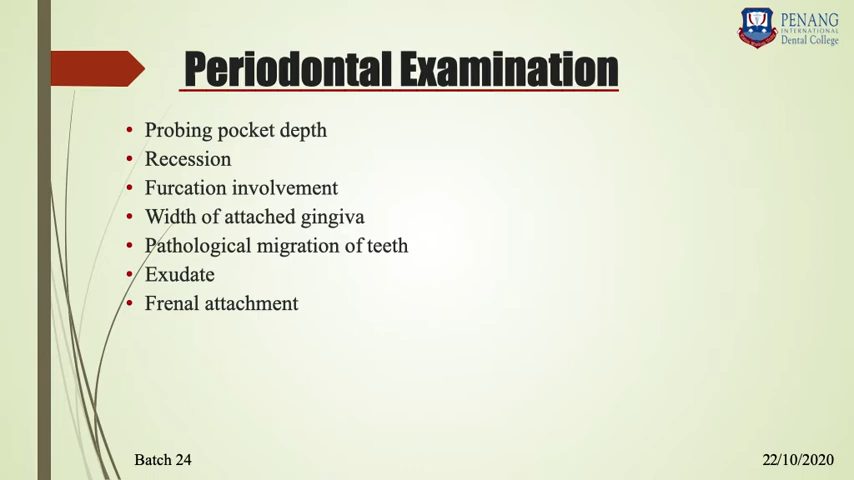 PENANG
INTERNATIONAL
Dental College
Periodontal Examination
Probing pocket depth
Recession
Furcation involvement
Width of attached gingiva
Pathological migration of teeth
Exudate
Frenal attachment
Batch 24
22/10/2020